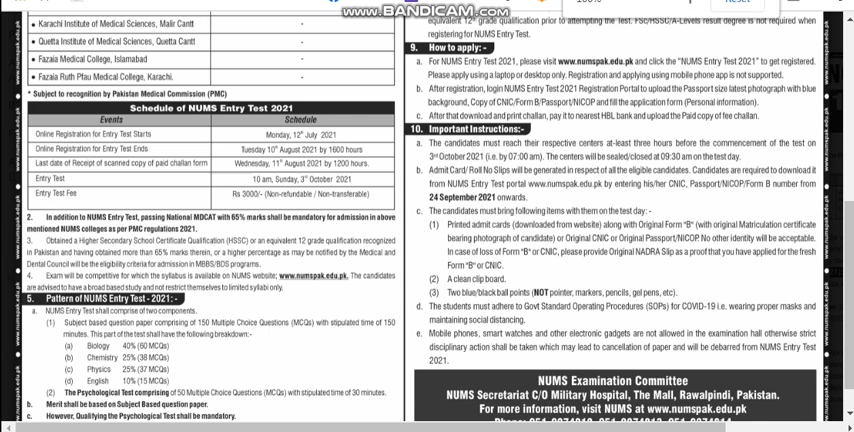 www.BANDICAM.com
100%
Reset
• Karachi Institute of Medical Sciences, Malir Cantt -
• Quetta Institute of Medical Sciences, Quetta Cantt -
• Fazaia Medical College, Islamabad -
• Fazaia Ruth Pfau Medical College, Karachi. -
* Subject to recognition by Pakistan Medical Commission (PMC)
Schedule of NUMS Entry Test 2021
Events Schedule
Online Registration for Entry Test Starts Monday, 12th July 2021
Online Registration for Entry Test Ends Tuesday 10th August 2021 by 1600 hours
Last date of Receipt of scanned copy of paid challan form Wednesday, 11th August 2021 by 1200 hours.
Entry Test 10 am, Sunday, 3rd October 2021
Entry Test Fee Rs 3000/- (Non-refundable / Non-transferable)
2. In addition to NUMS Entry Test, passing National MDCAT with 65% marks shall be mandatory for admission in above
mentioned NUMS colleges as per PMC regulations 2021.
3. Obtained a Higher Secondary School Certificate Qualification (HSSC) or an equivalent 12 grade qualification recognized
in Pakistan and having obtained more than 65% marks therein, or a higher percentage as may be notified by the Medical and
Dental Council will be the eligibility criteria for admission in MBBS/BDS programs.
4. Exam will be competitive for which the syllabus is available on NUMS website; www.numspak.edu.pk. The candidates
are advised to have a broad based study and not restrict themselves to limited syllabi only.
5. Pattern of NUMS Entry Test - 2021: -
a. NUMS Entry Test shall comprise of two components.
(1) Subject based question paper comprising of 150 Multiple Choice Questions (MCQs) with stipulated time of 150
minutes. This part of the test shall have the following breakdown:-
(a) Biology 40% (60 MCQs)
(b) Chemistry 25% (38 MCQs)
(c) Physics 25% (37 MCQs)
(d) English 10% (15 MCQs)
(2) The Psychological Test comprising of 50 Multiple Choice Questions (MCQs) with stipulated time of 30 minutes.
b. Merit shall be based on Subject Based question paper.
c. However, Qualifying the Psychological Test shall be mandatory.
equivalent 12th grade qualification prior to attempting the Test. FSc/HSSC/A-Levels result degree is not required when
registering for NUMS Entry Test.
9. How to apply: -
a. For NUMS Entry Test 2021, please visit www.numspak.edu.pk and click the "NUMS Entry Test 2021" to get registered.
Please apply using a laptop or desktop only. Registration and applying using mobile phone app is not supported.
b. After registration, login NUMS Entry Test 2021 Registration Portal to upload the Passport size latest photograph with blue
background, Copy of CNIC/Form B/Passport/NICOP and fill the application form (Personal information).
c. After that download and print challan, pay it to nearest HBL bank and upload the Paid copy of fee challan.
10. Important Instructions:-
a. The candidates must reach their respective centers at-least three hours before the commencement of the test on
3rd October 2021 (i.e. by 07:00 am). The centers will be sealed/closed at 09:30 am on the test day.
b. Admit Card/ Roll No Slips will be generated in respect of all the eligible candidates. Candidates are required to download it
from NUMS Entry Test portal www.numspak.edu.pk by entering his/her CNIC, Passport/NICOP/Form B number from
24 September 2021 onwards.
c. The candidates must bring following items with them on the test day: -
(1) Printed admit cards (downloaded from website) along with Original Form "B" (with original Matriculation certificate
bearing photograph of candidate) or Original CNIC or Original Passport/NICOP. No other identity will be acceptable.
In case of loss of Form "B" or CNIC, please provide Original NADRA Slip as a proof that you have applied for the fresh
Form "B" or CNIC.
(2) A clean clip board.
(3) Two blue/black ball points (NOT pointer, markers, pencils, gel pens, etc).
d. The students must adhere to Govt Standard Operating Procedures (SOPs) for COVID-19 i.e. wearing proper masks and
maintaining social distancing.
e. Mobile phones, smart watches and other electronic gadgets are not allowed in the examination hall otherwise strict
disciplinary action shall be taken which may lead to cancellation of paper and will be debarred from NUMS Entry Test
2021.
NUMS Examination Committee
NUMS Secretariat C/O Military Hospital, The Mall, Rawalpindi, Pakistan.
For more information, visit NUMS at www.numspak.edu.pk